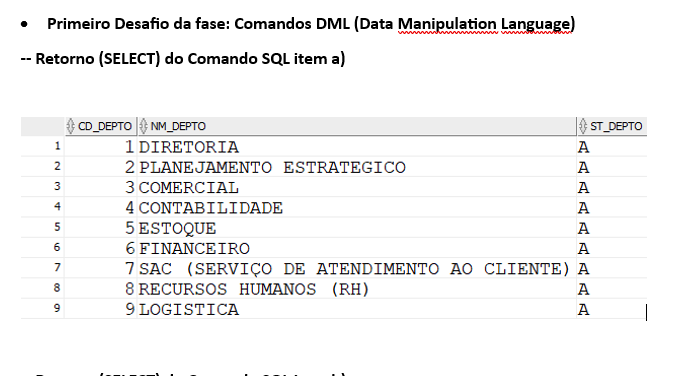 • Primeiro Desafio da fase: Comandos DML (Data Manipulation Language)
-- Retorno (SELECT) do Comando SQL item a)
CD_DEPTO NM_DEPTO ST_DEPTO
1 1 DIRETORIA A
2 2 PLANEJAMENTO ESTRATEGICO A
3 3 COMERCIAL A
4 4 CONTABILIDADE A
5 5 ESTOQUE A
6 6 FINANCEIRO A
7 7 SAC (SERVIÇO DE ATENDIMENTO AO CLIENTE) A
8 8 RECURSOS HUMANOS (RH) A
9 9 LOGISTICA A